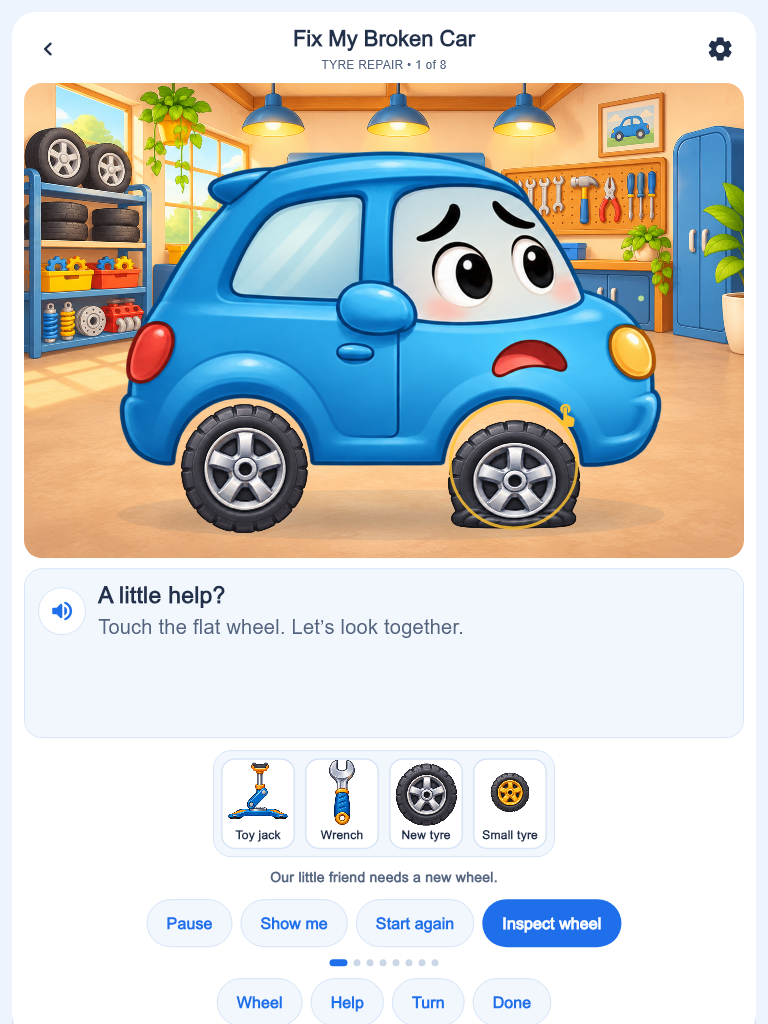 Fix My Broken Car
TYRE REPAIR • 1 of 8
A little help?
Touch the flat wheel. Let’s look together.
Toy jack
Wrench
New tyre
Small tyre
Our little friend needs a new wheel.
Pause
Show me
Start again
Inspect wheel
Wheel
Help
Turn
Done